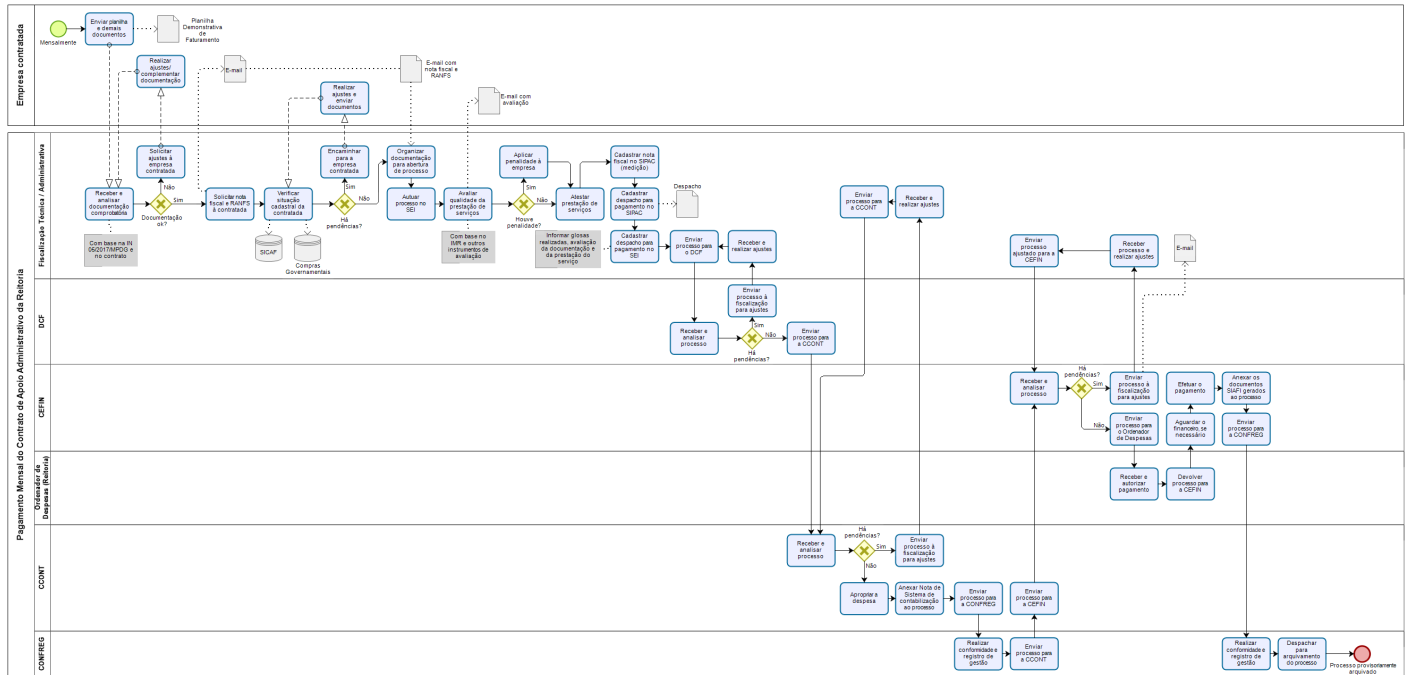 Empresa contratada
Mensalmente
Enviar planilha
e demais
documentos
Planilha
Demonstrativa
de
Faturamento
Realizar
ajustes/
complementar
documentação
E-mail
Realizar
ajustes e
enviar
documentos
E-mail com
nota fiscal e
RANFS
E-mail com
avaliação
Pagamento Mensal do Contrato de Apoio Administrativo da Reitoria
Fiscalização Técnica / Administrativa
Solicitar
ajustes à
empresa
contratada
Não
Receber e
analisar
documentação
comprobatória
Sim
Documentação
ok?
Com base na IN
05/2017/MPDG e
no contrato
Solicitar nota
fiscal e RANFS
à contratada
Verificar
situação
cadastral da
contratada
SICAF
Compras
Governamentais
Encaminhar
para a
empresa
contratada
Sim
Não
Há
pendências?
Organizar
documentação
para abertura
de processo
Autuar
processo no
SEI
Avaliar
qualidade da
prestação de
serviços
Com base no
IMR e outros
instrumentos de
avaliação
Aplicar
penalidade à
empresa
Sim
Não
Houve
penalidade?
Atestar
prestação de
serviços
Informar glosas
realizadas, avaliação
da documentação e
da prestação do
serviço
Cadastrar nota
fiscal no SIPAC
(medição)
Cadastrar
despacho para
pagamento no
SIPAC
Despacho
Cadastrar
despacho para
pagamento no
SEI
Enviar
processo para
o DCF
Receber e
realizar ajustes
Enviar
processo para
a CCONT
Receber e
realizar ajustes
Enviar
processo
ajustado para a
CEFIN
Receber
processo e
realizar ajustes
E-mail
DCF
Receber e
analisar
processo
Enviar
processo à
fiscalização
para ajustes
Sim
Não
Há
pendências?
Enviar
processo para
a CCONT
CEFIN
Receber e
analisar
processo
Há
pendências?
Sim
Não
Enviar
processo à
fiscalização
para ajustes
Enviar
processo para
o Ordenador
de Despesas
Efetuar o
pagamento
Aguardar o
financeiro, se
necessário
Anexar os
documentos
SIAFI gerados
ao processo
Enviar
processo para
a CONFREG
Ordenador de
Despesas (Reitoria)
Receber e
autorizar
pagamento
Devolver
processo para
a CEFIN
CCONT
Receber e
analisar
processo
Há
pendências?
Sim
Não
Enviar
processo à
fiscalização
para ajustes
Apropriar a
despesa
Anexar Nota de
Sistema de
contabilização
ao processo
Enviar
processo para
a CONFREG
Enviar
processo para
a CEFIN
CONFREG
Realizar
conformidade e
registro de
gestão
Enviar
processo para
a CCONT
Realizar
conformidade e
registro de
gestão
Despachar
para
arquivamento
do processo
Processo provisoriamente
arquivado